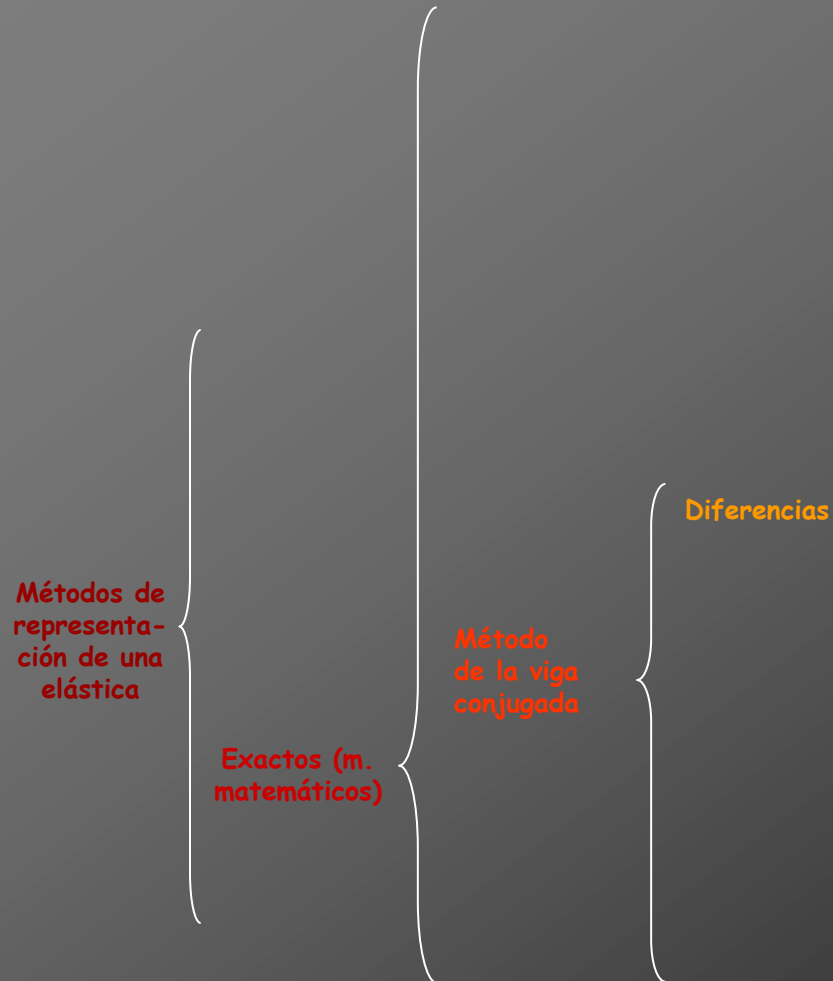 Métodos de
representa-
ción de una
elástica
Exactos (m.
matemáticos)
Método
de la viga
conjugada
Diferencias